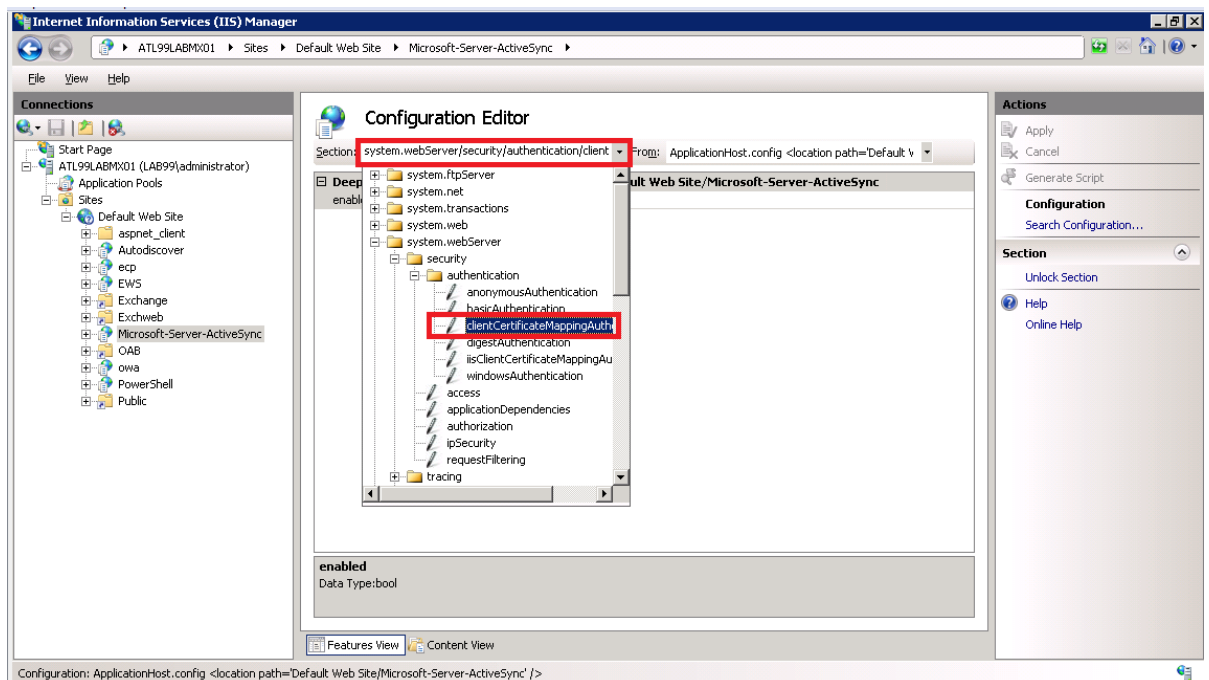 Internet Information Services (IIS) Manager
ATL99LABMX01 Sites Default Web Site Microsoft-Server-ActiveSync
File View Help
Connections
Start Page
ATL99LABMX01 (LAB99\administrator)
Application Pools
Sites
Default Web Site
aspnet_client
Autodiscover
ecp
EWS
Exchange
Exchweb
Microsoft-Server-ActiveSync
OAB
owa
PowerShell
Public
Configuration Editor
Section: system.webServer/security/authentication/client From: ApplicationHost.config <location path='Default
Deep ult Web Site/Microsoft-Server-ActiveSync
enabl
system.ftpServer
system.net
system.transactions
system.web
system.webServer
security
authentication
anonymousAuthentication
basicAuthentication
clientCertificateMappingAuth
digestAuthentication
iisClientCertificateMappingAu
windowsAuthentication
access
applicationDependencies
authorization
ipSecurity
requestFiltering
tracing
enabled
Data Type:bool
Features View Content View
Actions
Apply
Cancel
Generate Script
Configuration
Search Configuration...
Section
Unlock Section
Help
Online Help
Configuration: ApplicationHost.config <location path='Default Web Site/Microsoft-Server-ActiveSync' />